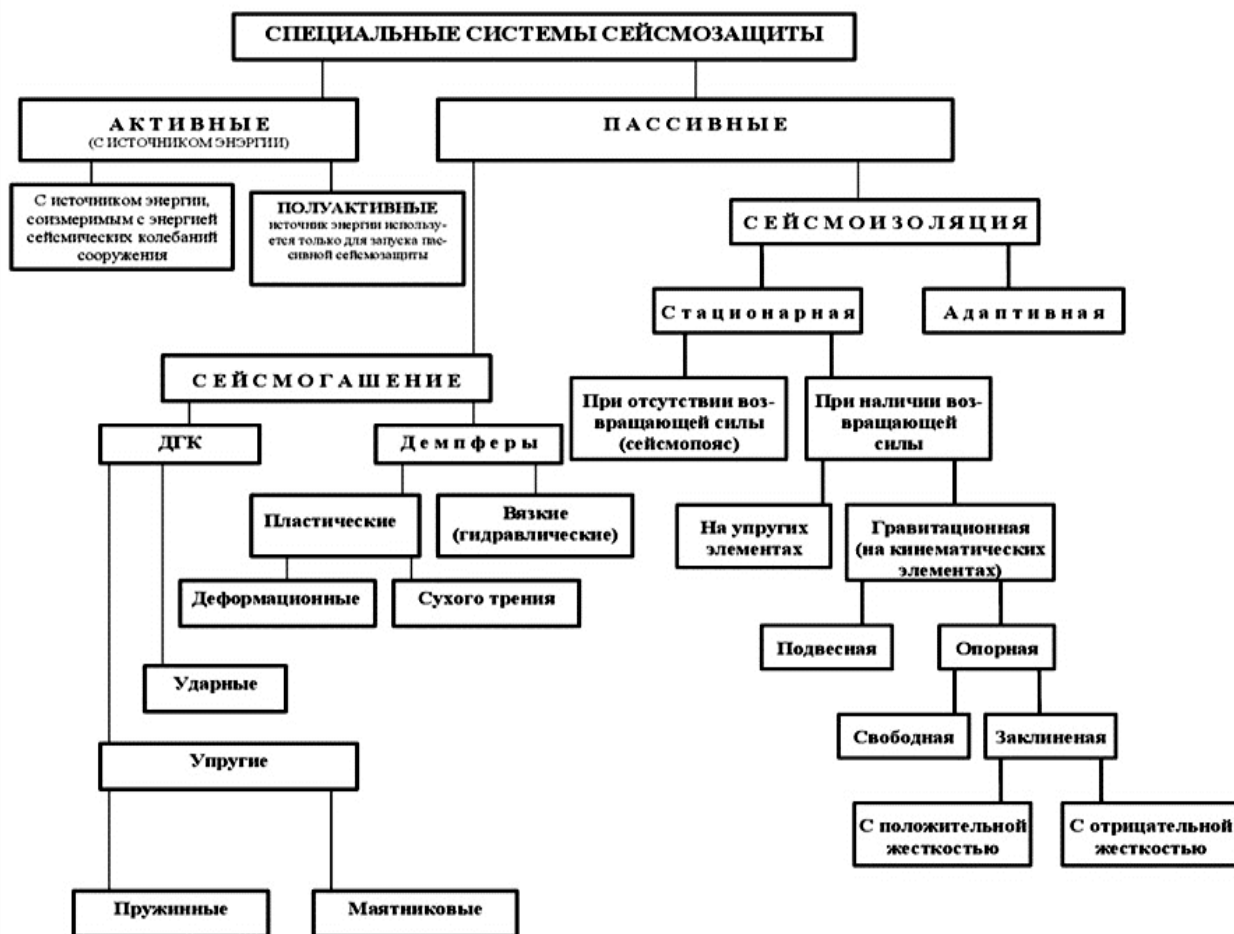 СПЕЦИАЛЬНЫЕ СИСТЕМЫ СЕЙСМОЗАЩИТЫ
АКТИВНЫЕ
(С ИСТОЧНИКОМ ЭНЭРГИИ)
ПАССИВНЫЕ
С источником энергии,
соизмеримым с энергией
сейсмических колебаний
сооружения
ПОЛУАКТИВНЫЕ
источник энергии использу-
ется только для запуска пас-
сивной сейсмозащиты
СЕЙСМОИЗОЛЯЦИЯ
Стационарная
Адаптивная
СЕЙСМОГАШЕНИЕ
При отсутствии воз-
вращающей силы
(сейсмопояс)
При наличии воз-
вращающей
силы
ДГК
Демпферы
Пластические
Вязкие
(гидравлические)
На упругих
элементах
Гравитационная
(на кинематических
элементах)
Деформационные
Сухого трения
Подвесная
Опорная
Ударные
Свободная
Заклиненая
Упругие
С положительной
жесткостью
С отрицательной
жесткостью
Пружинные
Маятниковые